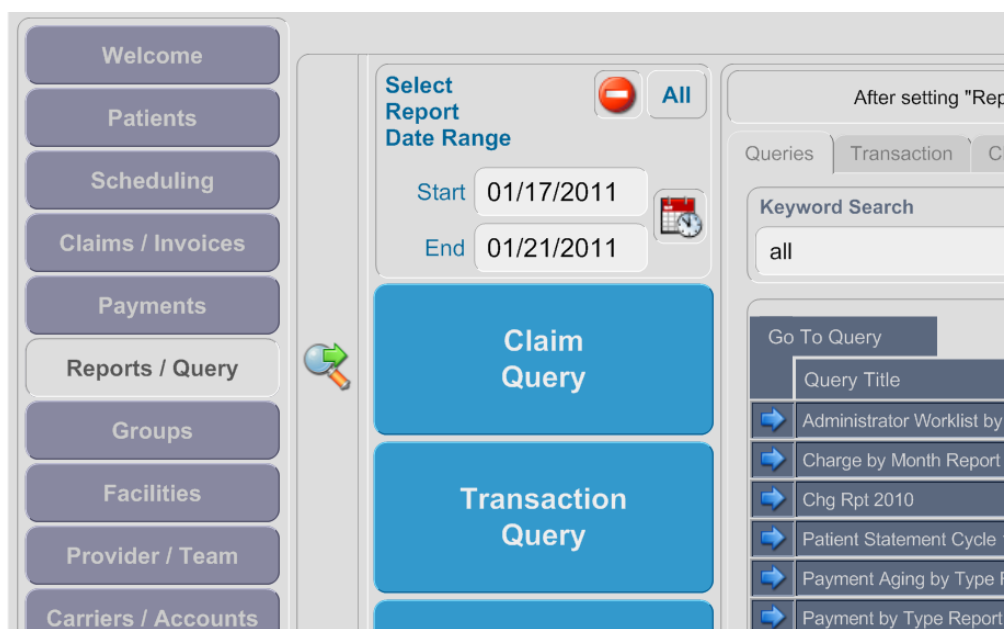 Welcome
Patients
Scheduling
Claims / Invoices
Payments
Reports / Query
Groups
Facilities
Provider / Team
Carriers / Accounts
Select
Report
Date Range
All
Start 01/17/2011
End 01/21/2011
Claim
Query
Transaction
Query
After setting "Rep
Queries Transaction C
Keyword Search
all
Go To Query
Query Title
Administrator Worklist by
Charge by Month Report
Chg Rpt 2010
Patient Statement Cycle
Payment Aging by Type
Payment by Type Report